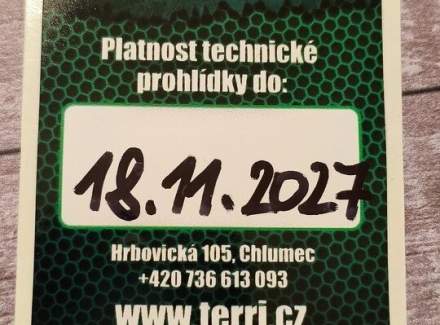 Platnost technické
prohlídky do:
18.11.2027
Hrbovická 105, Chlumec
+420 736 613 093
www.terri.cz